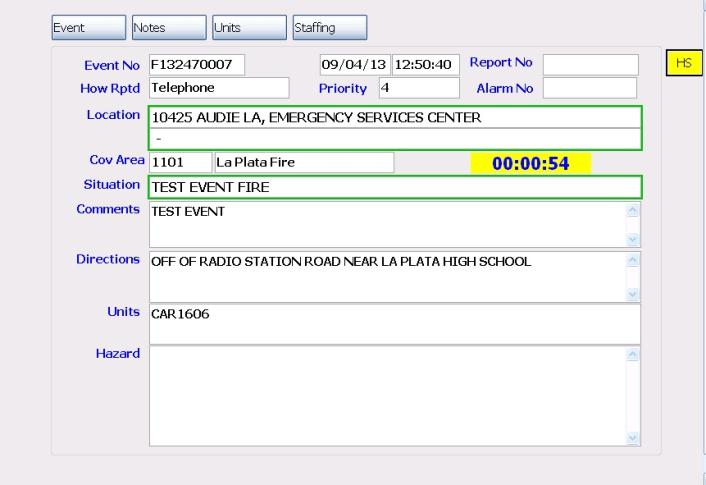 Event Notes Units Staffing
Event No F132470007 09/04/13 12:50:40 Report No HS
How Rptd Telephone Priority 4 Alarm No
Location 10425 AUDIE LA, EMERGENCY SERVICES CENTER
-
Cov Area 1101 La Plata Fire 00:00:54
Situation TEST EVENT FIRE
Comments TEST EVENT
Directions OFF OF RADIO STATION ROAD NEAR LA PLATA HIGH SCHOOL
Units CAR1606
Hazard